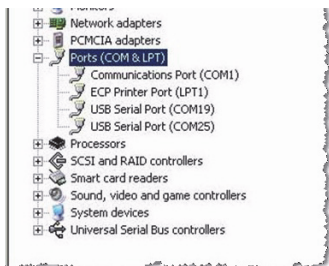 Network adapters
PCMCIA adapters
Ports (COM & LPT)
Communications Port (COM1)
ECP Printer Port (LPT1)
USB Serial Port (COM19)
USB Serial Port (COM25)
Processors
SCSI and RAID controllers
Smart card readers
Sound, video and game controllers
System devices
Universal Serial Bus controllers